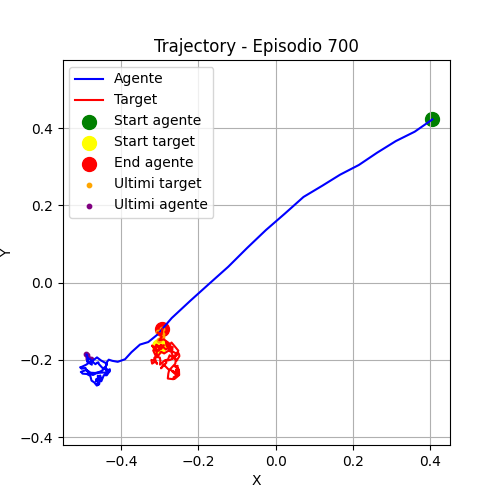 Trajectory - Episodio 700
Agente
Target
Start agente
Start target
End agente
Ultimi target
Ultimi agente
Y
0.4
0.2
0.0
−0.2
−0.4
−0.4
−0.2
0.0
0.2
0.4
X